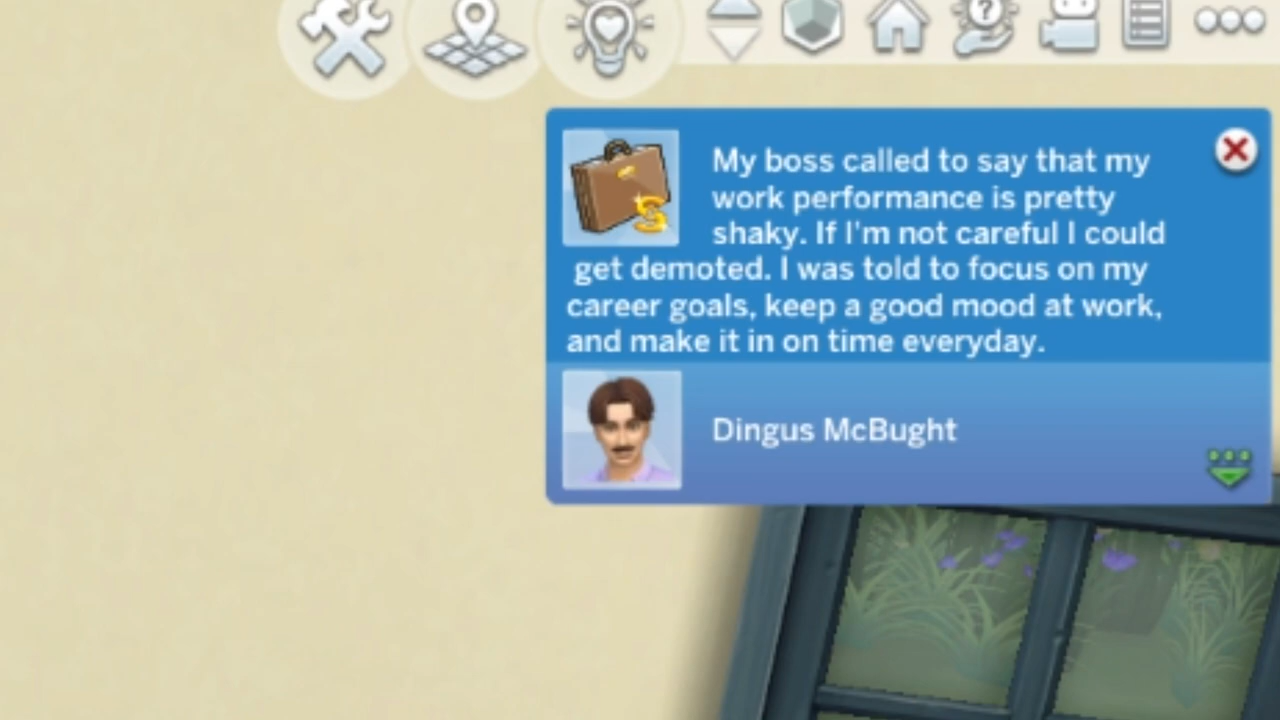 My boss called to say that my
work performance is pretty
shaky. If I'm not careful I could
get demoted. I was told to focus on my
career goals, keep a good mood at work,
and make it in on time everyday.
Dingus McBught